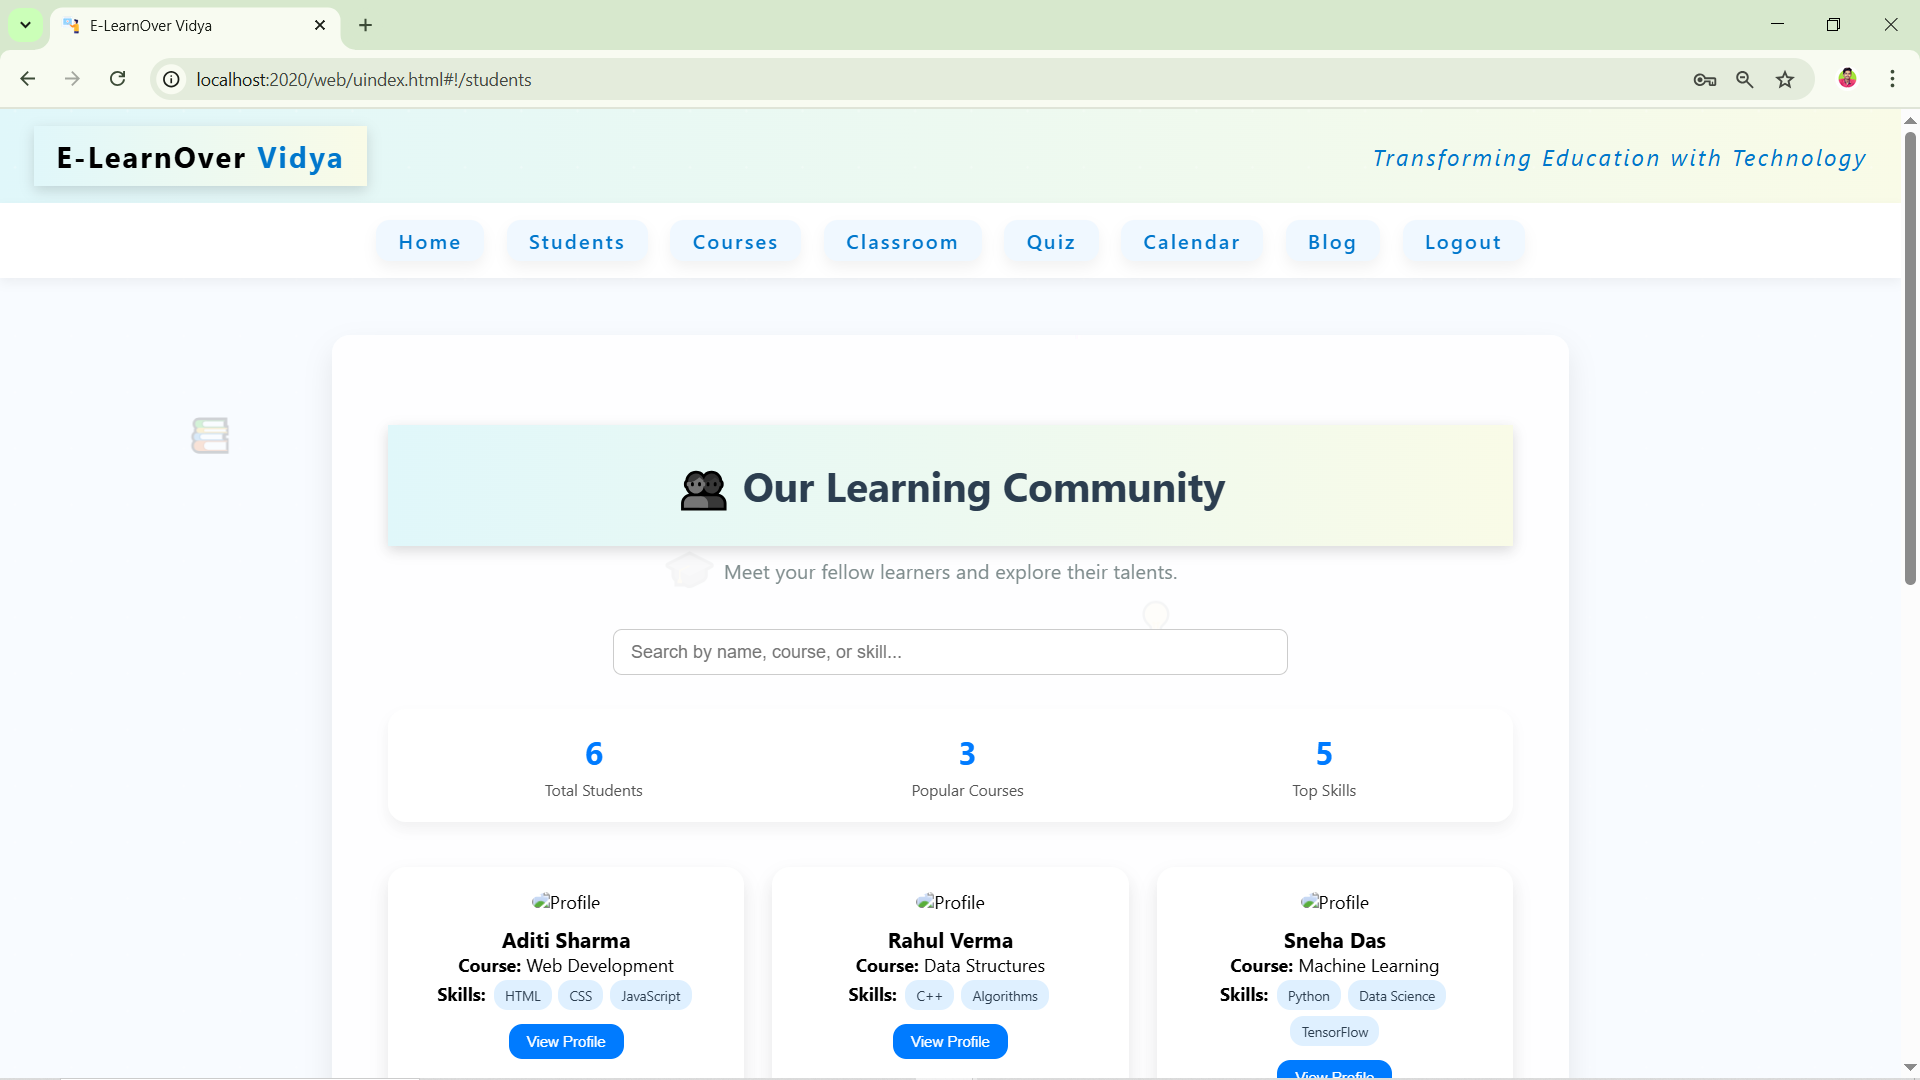 E-LearnOver Vidya
localhost:2020/web/uindex.html#!/students
E-LearnOver Vidya
Transforming Education with Technology
Home Students Courses Classroom Quiz Calendar Blog Logout
Our Learning Community
Meet your fellow learners and explore their talents.
Search by name, course, or skill...
6 3 5
Total Students Popular Courses Top Skills
Profile
Aditi Sharma
Course: Web Development
Skills: HTML CSS JavaScript
View Profile
Profile
Rahul Verma
Course: Data Structures
Skills: C++ Algorithms
View Profile
Profile
Sneha Das
Course: Machine Learning
Skills: Python Data Science
TensorFlow
View Profile